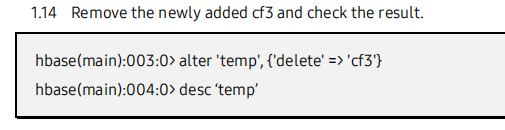 1.14 Remove the newly added cf3 and check the result.
hbase(main):003:0> alter 'temp', {'delete' => 'cf3'}
hbase(main):004:0> desc ‘temp’